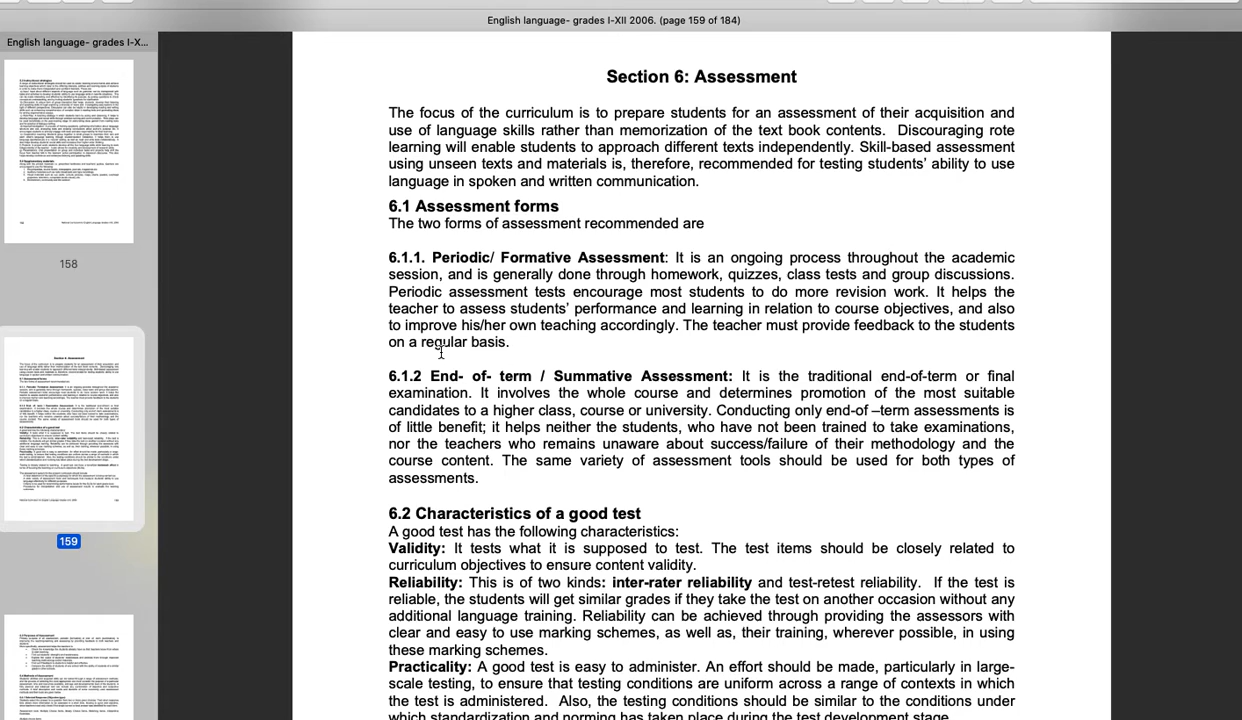 English language- grades I-XII 2006. (page 159 of 184)
English language- grades I-X...
158
159
Section 6: Assessment
The focus of the curriculum is to prepare students for an assessment of their acquisition and
use of language skills rather than memorization of the text book contents. Discouraging rote
learning will enable students to approach different texts independently. Skill-based assessment
using unseen texts and materials is, therefore, recommended for testing students’ ability to use
language in spoken and written communication.
6.1 Assessment forms
The two forms of assessment recommended are
6.1.1. Periodic/ Formative Assessment: It is an ongoing process throughout the academic
session, and is generally done through homework, quizzes, class tests and group discussions.
Periodic assessment tests encourage most students to do more revision work. It helps the
teacher to assess students’ performance and learning in relation to course objectives, and also
to improve his/her own teaching accordingly. The teacher must provide feedback to the students
on a regular basis.
6.1.2 End- of- term / Summative Assessment: It is the traditional end-of-term or final
examination. It involves the whole course and determines promotion of the most suitable
candidates to a higher class, course or university. Conducting only end-of –term assessments is
of little benefit; it helps neither the students, who have not been trained to take examinations,
nor the teachers who remains unaware about success/failure of their methodology and the
course content. The same variety of assessment tools should be used for both types of
assessments.
6.2 Characteristics of a good test
A good test has the following characteristics:
Validity: It tests what it is supposed to test. The test items should be closely related to
curriculum objectives to ensure content validity.
Reliability: This is of two kinds: inter-rater reliability and test-retest reliability. If the test is
reliable, the students will get similar grades if they take the test on another occasion without any
additional language training. Reliability can be achieved through providing the assessors with
clear and easy to use marking schemes, as well as, their training, wherever possible, in using
these marking schemes.
Practicality: A good test is easy to administer. An effort should be made, particularly in large-
scale testing, to ensure that testing conditions are uniform across a range of contexts in which
the test is administered. Also, the testing conditions should be similar to the conditions under
which standardization and norming has taken place during the test development stage.